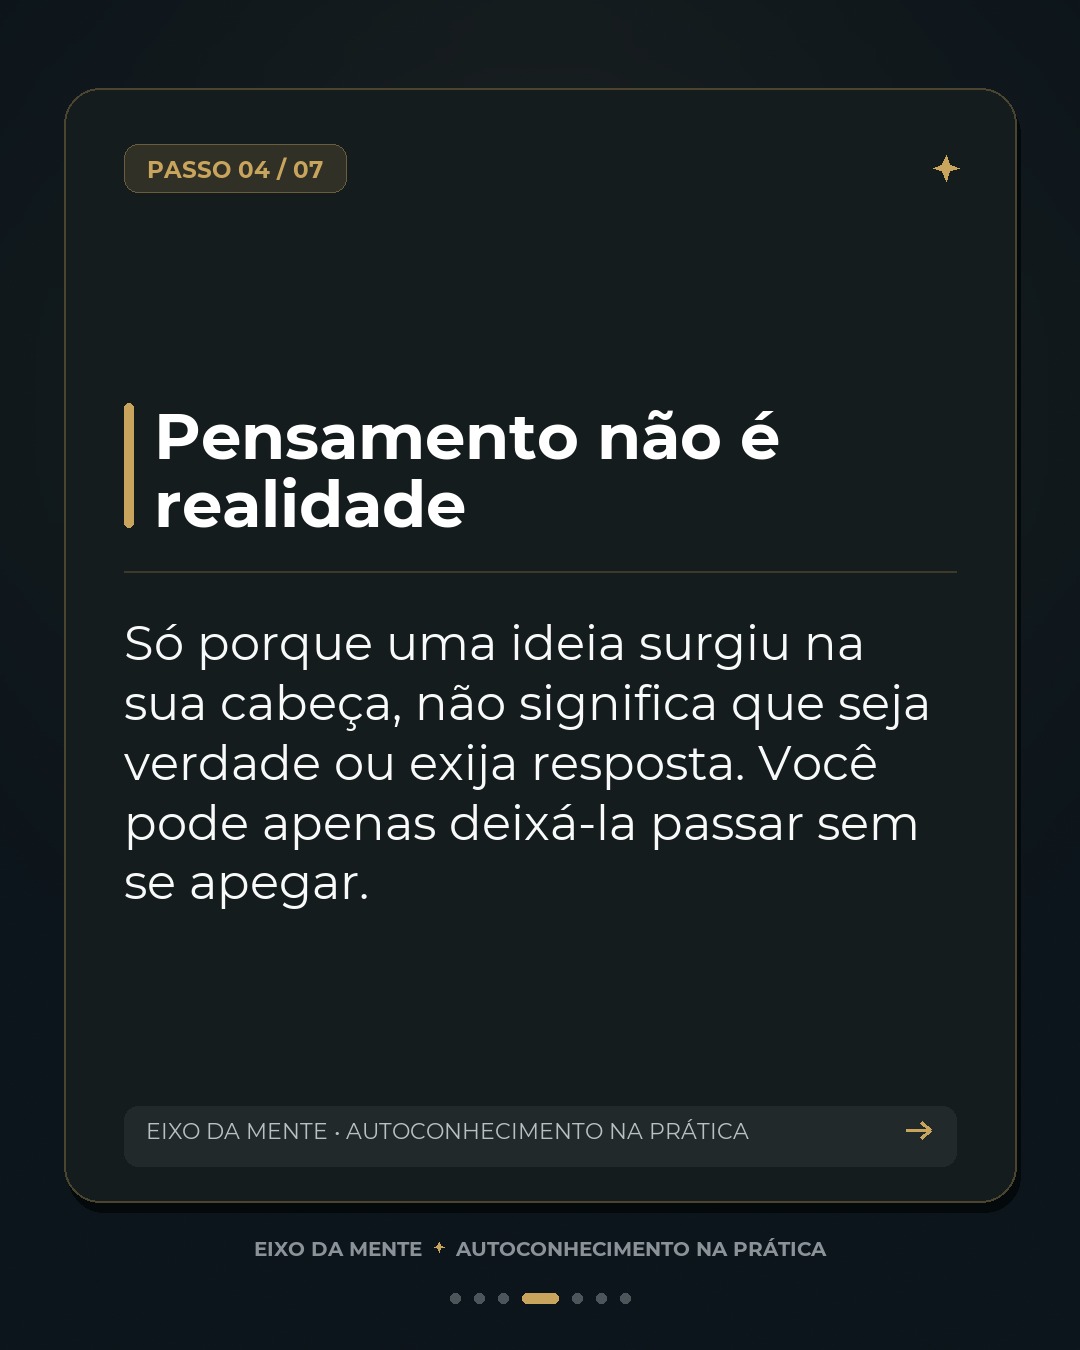 PASSO 04 / 07
Pensamento não é
realidade
Só porque uma ideia surgiu na
sua cabeça, não significa que seja
verdade ou exija resposta. Você
pode apenas deixá-la passar sem
se apegar.
EIXO DA MENTE • AUTOCONHECIMENTO NA PRÁTICA
EIXO DA MENTE ✦ AUTOCONHECIMENTO NA PRÁTICA